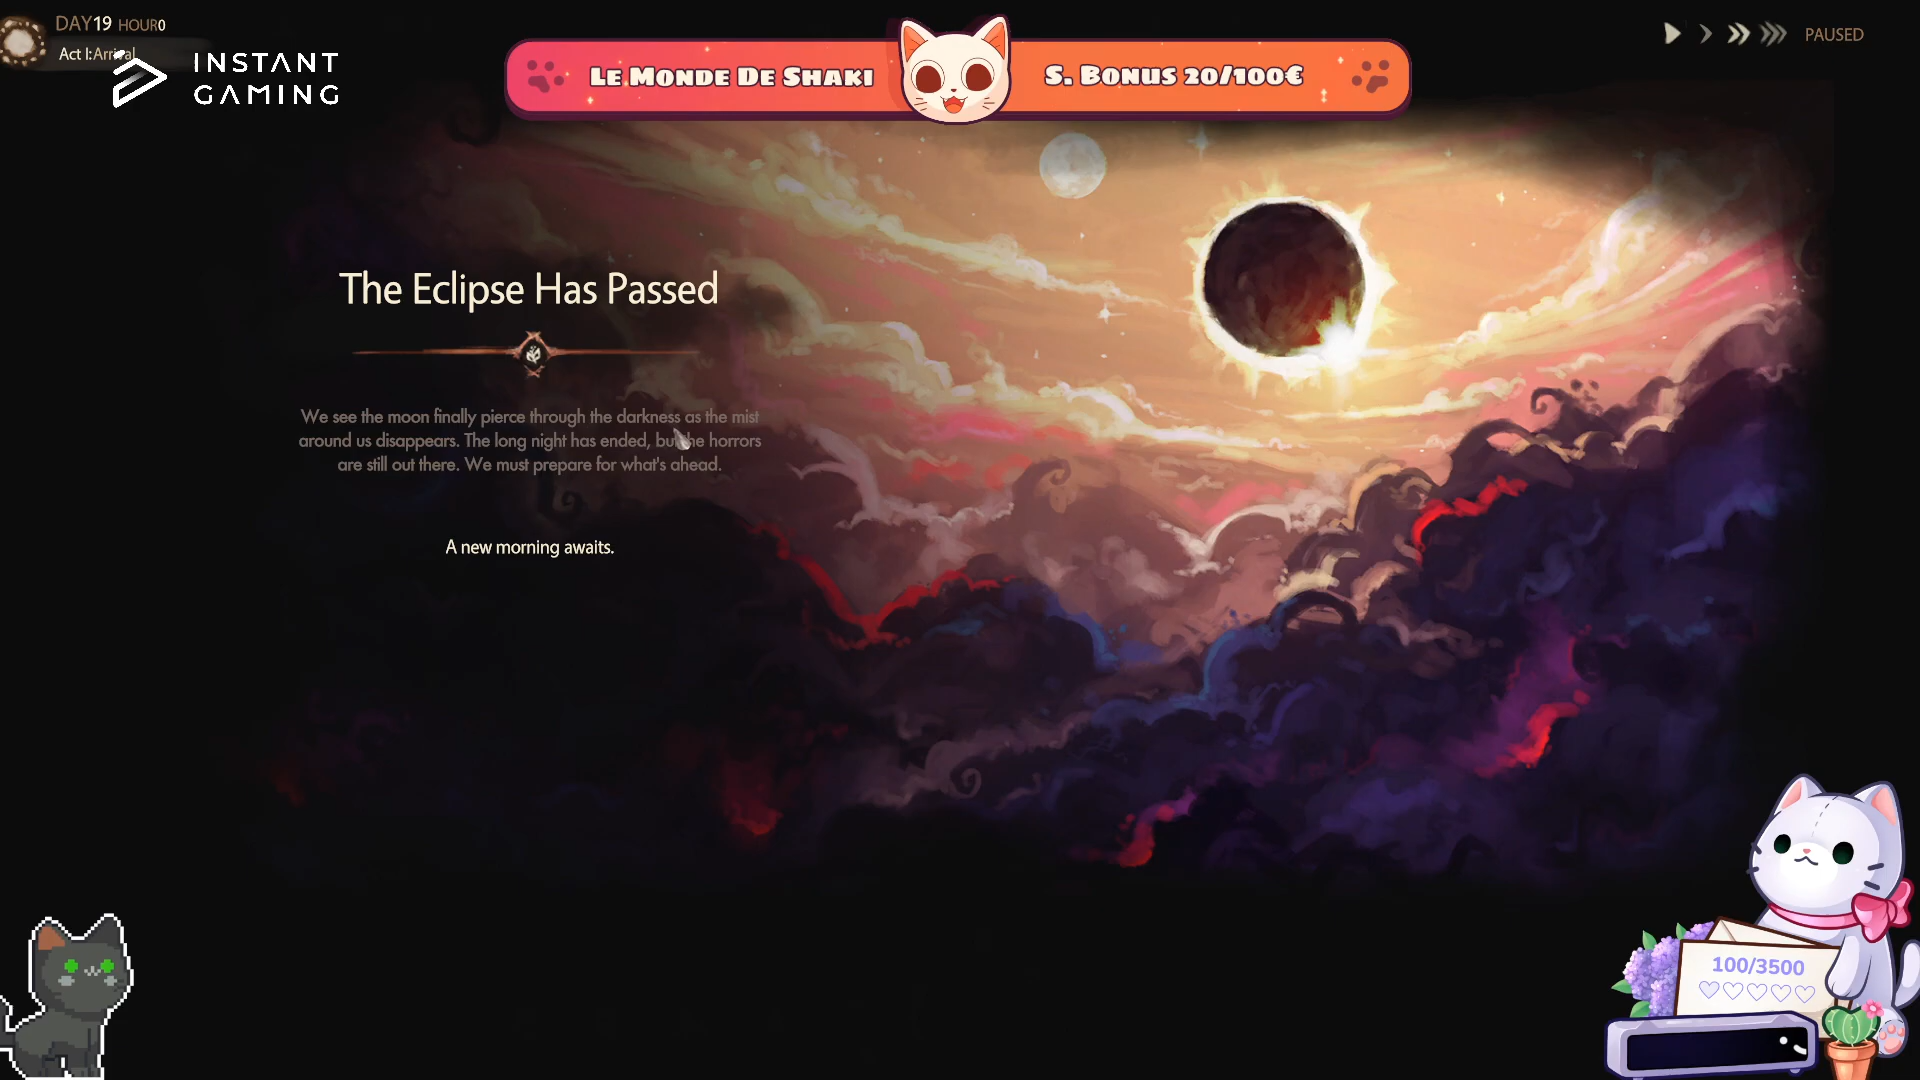 DAY19 HOUR0
Act I: Arrival
INSTANT
GAMING
LE MONDE DE SHAKI
S. BONUS 20/100€
PAUSED
The Eclipse Has Passed
We see the moon finally pierce through the darkness as the mist
around us disappears. The long night has ended, but the horrors
are still out there. We must prepare for what's ahead.
A new morning awaits.
100/3500